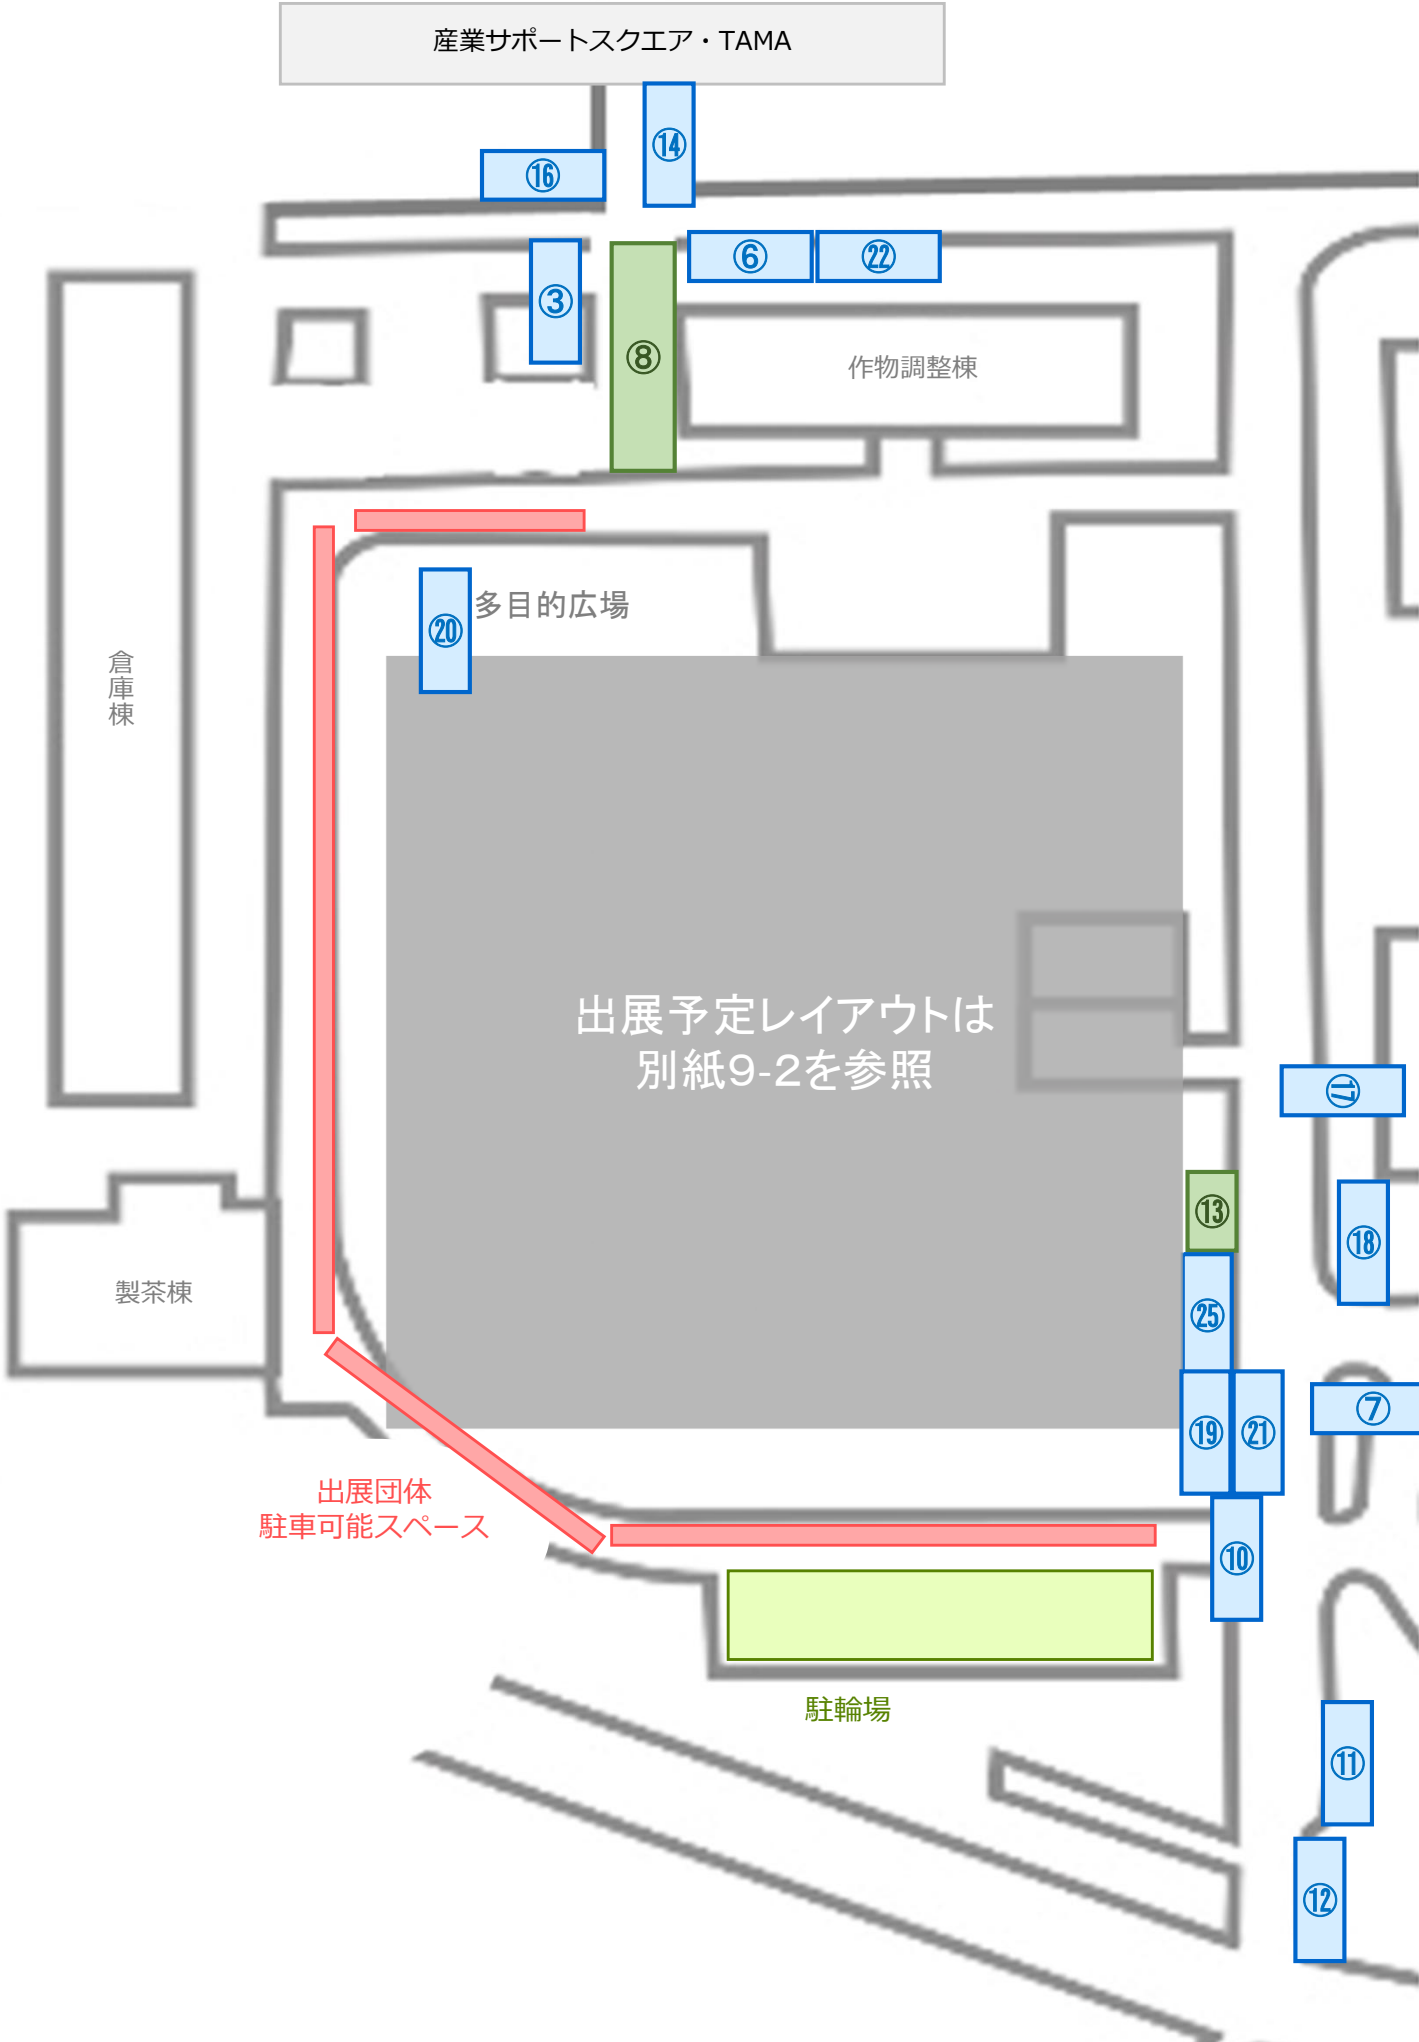 産業サポートスクエア・TAMA
⑭
⑯
⑥
㉒
③
⑧
作物調整棟
多目的広場
⑳
倉庫棟
出展予定レイアウトは
別紙9-2を参照
⑰
⑬
⑱
製茶棟
㉕
⑦
⑲
㉑
出展団体
駐車可能スペース
⑩
駐輪場
⑪
⑫